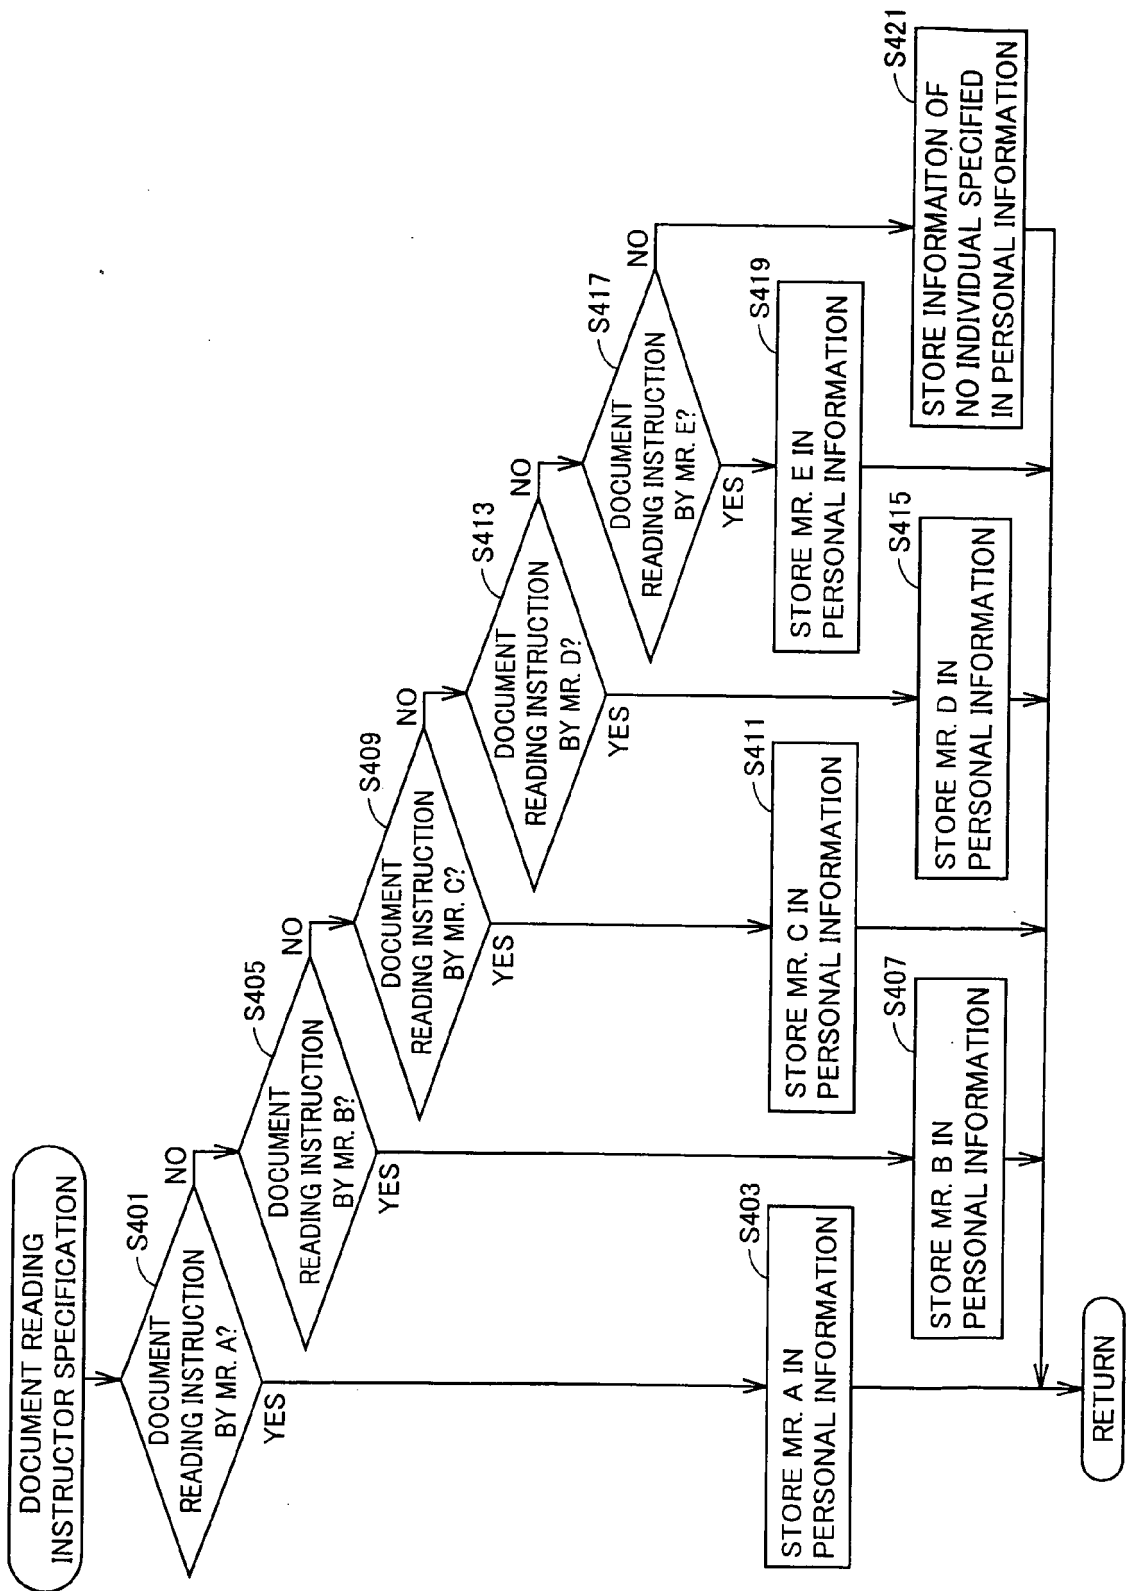 DOCUMENT READING
INSTRUCTOR SPECIFICATION
S401
DOCUMENT
READING INSTRUCTION
BY MR. A?
NO
YES
S403
STORE MR. A IN
PERSONAL INFORMATION
S405
DOCUMENT
READING INSTRUCTION
BY MR. B?
NO
YES
S407
STORE MR. B IN
PERSONAL INFORMATION
S409
DOCUMENT
READING INSTRUCTION
BY MR. C?
NO
YES
S411
STORE MR. C IN
PERSONAL INFORMATION
S413
DOCUMENT
READING INSTRUCTION
BY MR. D?
NO
YES
S415
STORE MR. D IN
PERSONAL INFORMATION
S417
DOCUMENT
READING INSTRUCTION
BY MR. E?
NO
YES
S419
STORE MR. E IN
PERSONAL INFORMATION
S421
STORE INFORMAITON OF
NO INDIVIDUAL SPECIFIED
IN PERSONAL INFORMATION
RETURN